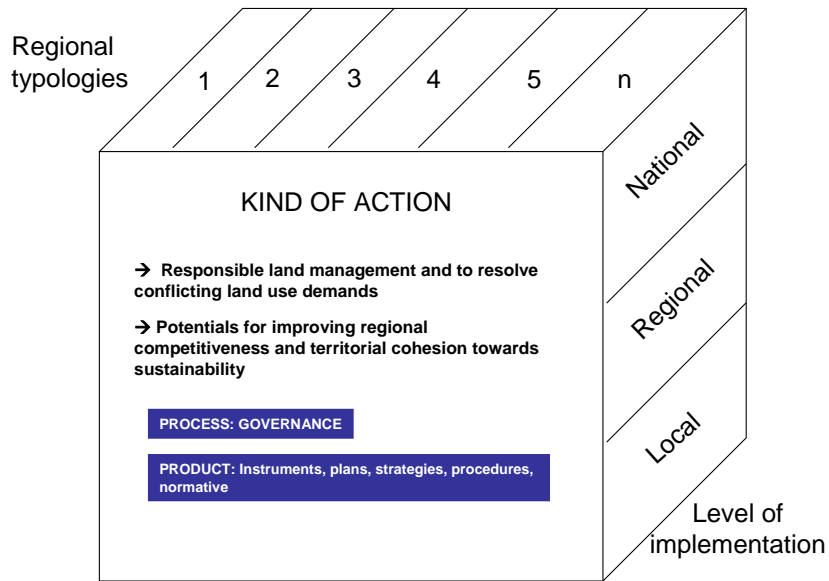 Regional
typologies
1 2 3 4 5 n
KIND OF ACTION
→ Responsible land management and to resolve
conflicting land use demands
→ Potentials for improving regional
competitiveness and territorial cohesion towards
sustainability
PROCESS: GOVERNANCE
PRODUCT: Instruments, plans, strategies, procedures,
normative
National
Regional
Local
Level of
implementation